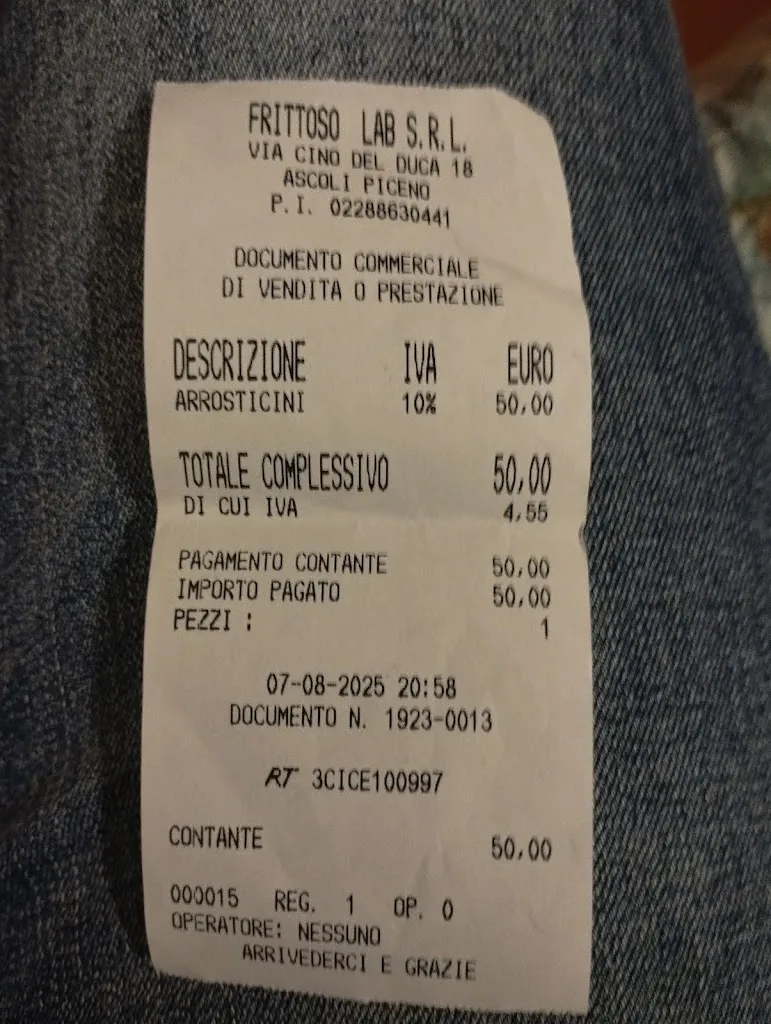 FRITTOSO LAB S.R.L.
VIA CINO DEL DUCA 18
ASCOLI PICENO
P.I. 02288630441
DOCUMENTO COMMERCIALE
DI VENDITA O PRESTAZIONE
DESCRIZIONE IVA EURO
ARROSTICINI 10% 50,00
TOTALE COMPLESSIVO 50,00
DI CUI IVA 4,55
PAGAMENTO CONTANTE 50,00
IMPORTO PAGATO 50,00
PEZZI : 1
07-08-2025 20:58
DOCUMENTO N. 1923-0013
RT 3CICE100997
CONTANTE 50,00
000015 REG. 1 OP. 0
OPERATORE: NESSUNO
ARRIVEDERCI E GRAZIE